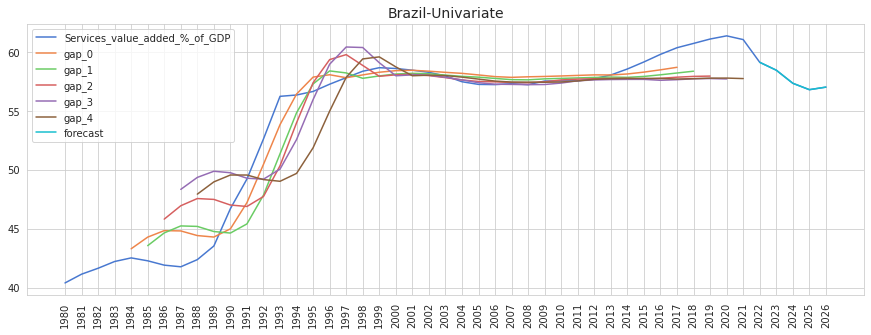 Brazil-Univariate
Services_value_added_%_of_GDP
gap_0
gap_1
gap_2
gap_3
gap_4
forecast
60
55
50
45
40
1980 1981 1982 1983 1984 1985 1986 1987 1988 1989 1990 1991 1992 1993 1994 1995 1996 1997 1998 1999 2000 2001 2002 2003 2004 2005 2006 2007 2008 2009 2010 2011 2012 2013 2014 2015 2016 2017 2018 2019 2020 2021 2022 2023 2024 2025 2026